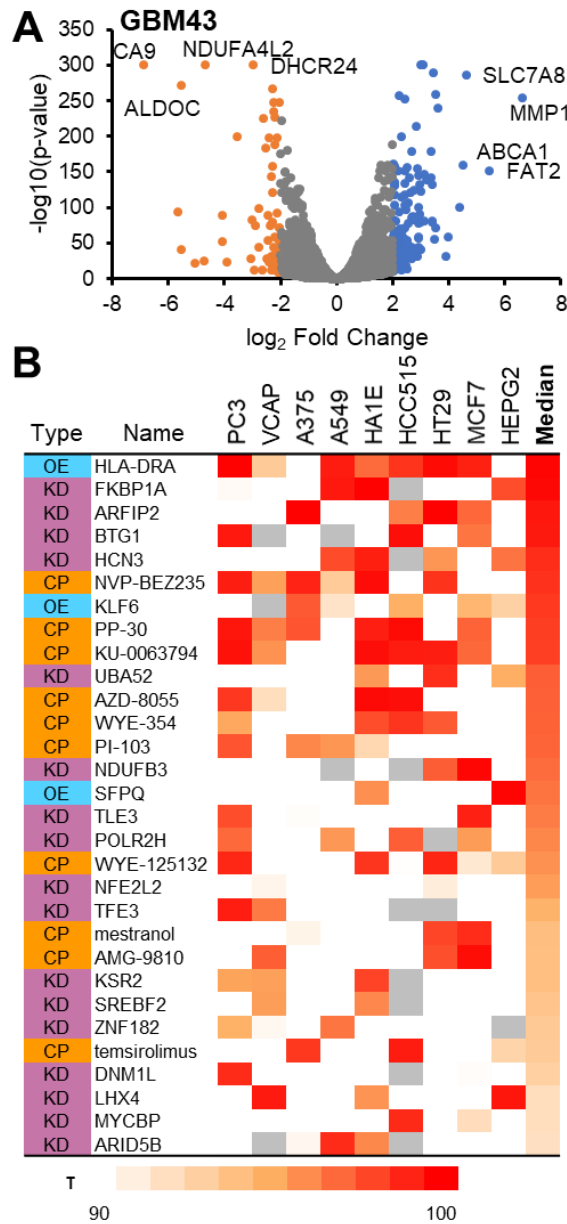 A GBM43
350
300
250
200
150
100
50
0
-log10(p-value)
CA9 NDUFA4L2
DHCR24
ALDOC
SLC7A8
MMP1
ABCA1
FAT2
-8 -6 -4 -2 0 2 4 6 8
log2 Fold Change
B
Type Name PC3 VCAP A375 A549 HA1E HCC515 HT29 MCF7 HEPG2 Median
OE HLA-DRA
KD FKBP1A
KD ARFIP2
KD BTG1
KD HCN3
CP NVP-BEZ235
OE KLF6
CP PP-30
CP KU-0063794
KD UBA52
CP AZD-8055
CP WYE-354
CP PI-103
KD NDUFB3
OE SFPQ
KD TLE3
KD POLR2H
CP WYE-125132
KD NFE2L2
KD TFE3
CP mestranol
CP AMG-9810
KD KSR2
KD SREBF2
KD ZNF182
CP temsirolimus
KD DNM1L
KD LHX4
KD MYCBP
KD ARID5B
T
90 100